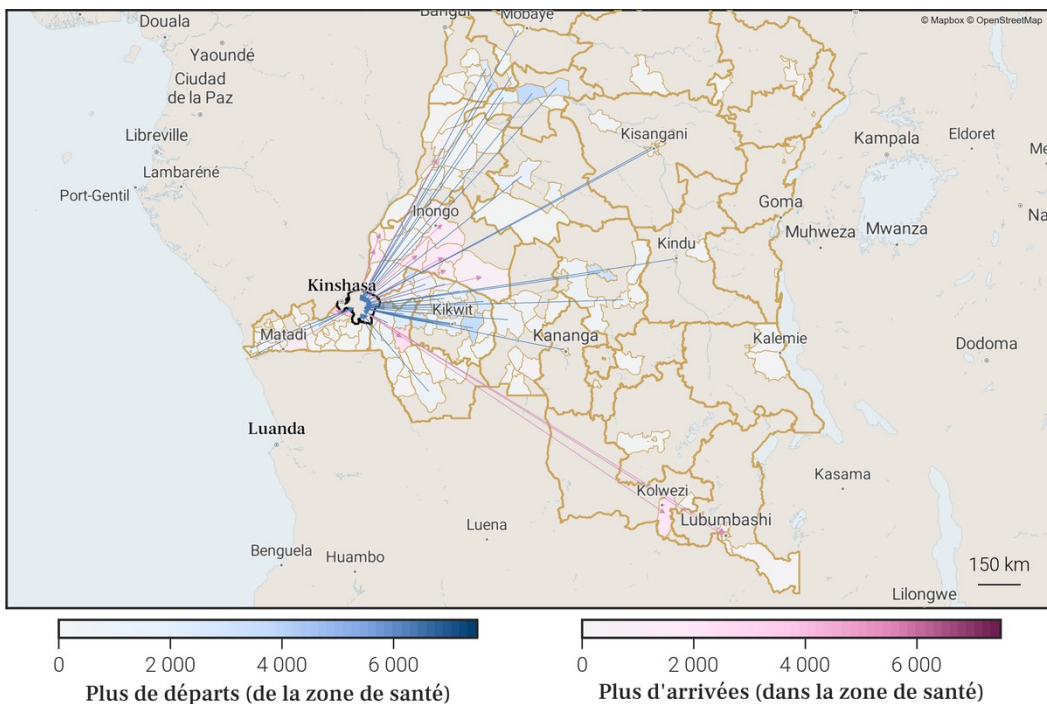 © Mapbox © OpenStreetMap
Douala
Bangui
Mobaye
Yaoundé
Ciudad
de la Paz
Libreville
Kisangani
Kampala
Eldoret
Lambaréné
Port-Gentil
Inongo
Goma
Muhweza
Mwanza
Kindu
Kinshasa
Kikwit
Matadi
Kananga
Kalemie
Dodoma
Luanda
Kasama
Kolwezi
Luena
Lubumbashi
Benguela
Huambo
150 km
Lilongwe
0 2 000 4 000 6 000
Plus de départs (de la zone de santé)
0 2 000 4 000 6 000
Plus d'arrivées (dans la zone de santé)